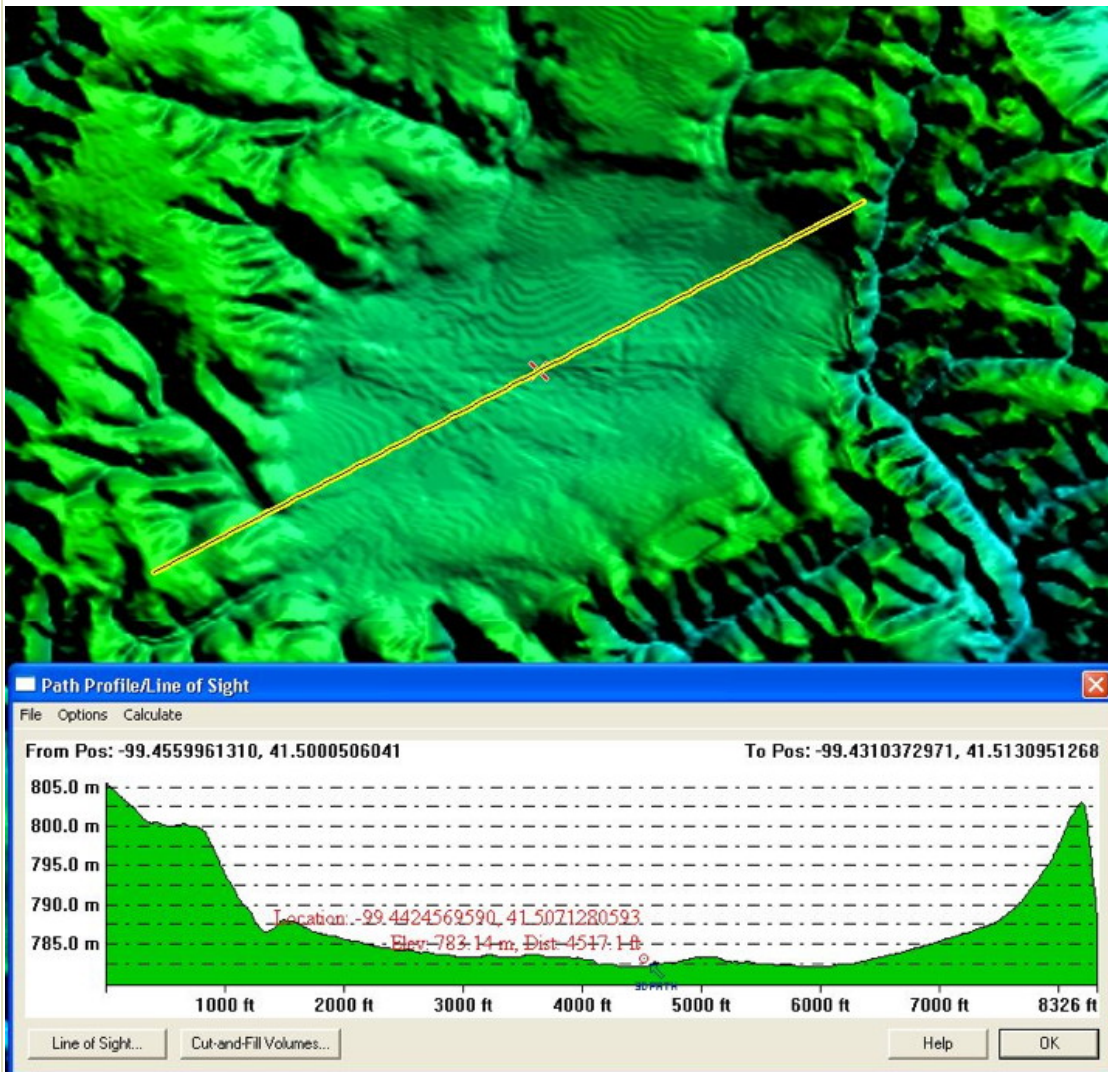 Path Profile/Line of Sight
File Options Calculate
From Pos: -99.4559961310, 41.5000506041 To Pos: -99.4310372971, 41.5130951268
805.0 m
800.0 m
795.0 m
790.0 m
785.0 m
Location: -99.4424569590, 41.5071280593
Elev: 783.14 m, Dist: 4517.1 ft
3D PATH
1000 ft 2000 ft 3000 ft 4000 ft 5000 ft 6000 ft 7000 ft 8326 ft
Line of Sight... Cut-and-Fill Volumes... Help OK